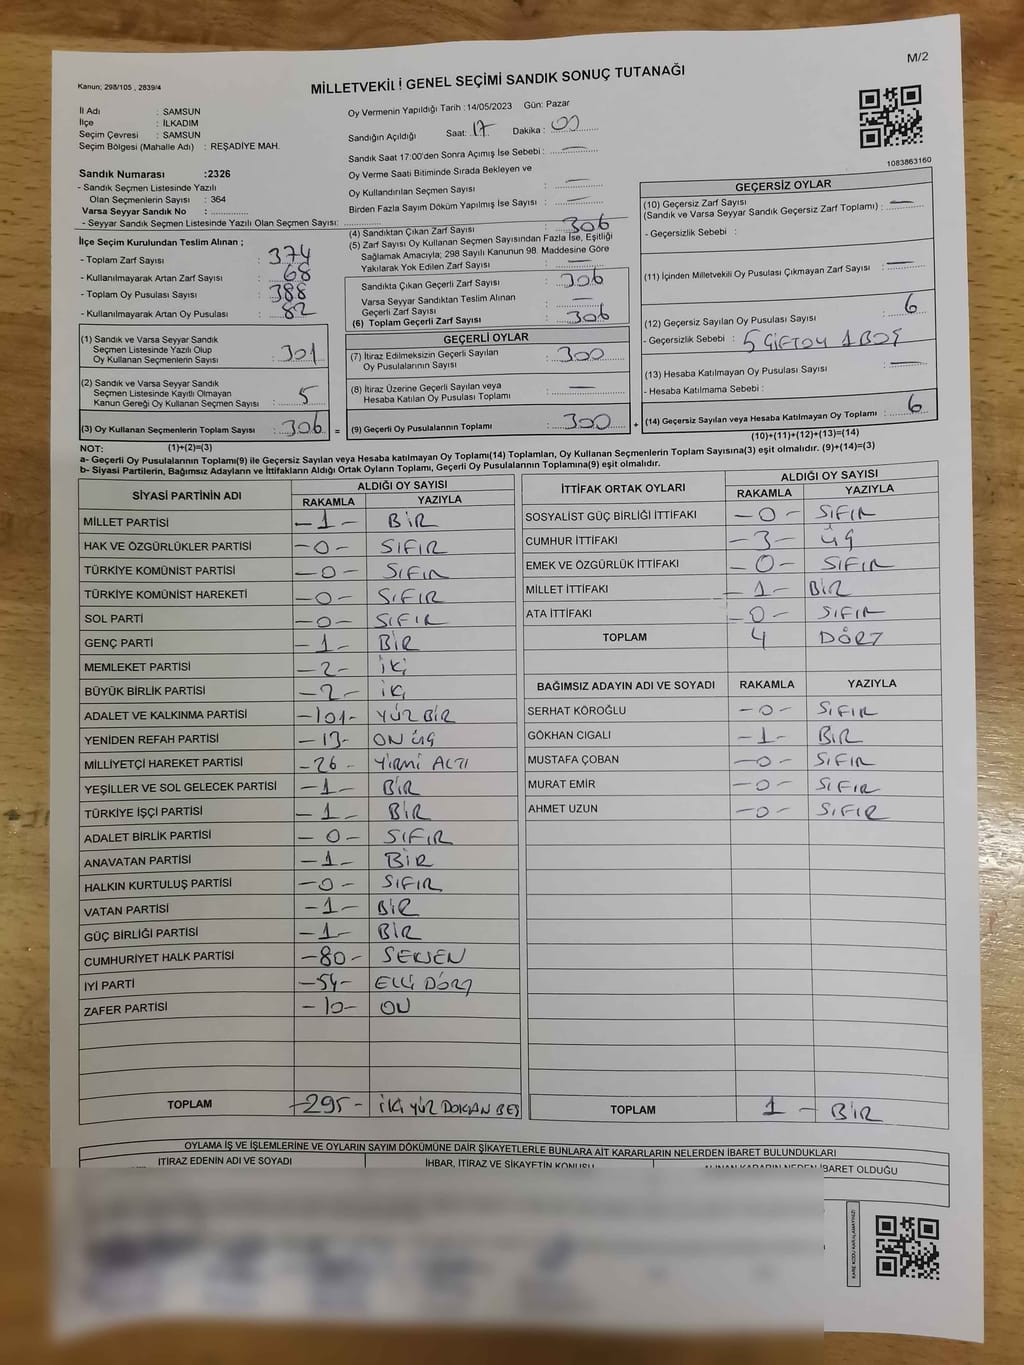 M/2
Kanun; 298/105 , 2839/4
MİLLETVEKİLİ GENEL SEÇİMİ SANDIK SONUÇ TUTANAĞI
1083863160
İl Adı : SAMSUN
İlçe : İLKADIM
Seçim Çevresi : SAMSUN
Seçim Bölgesi (Mahalle Adı) : REŞADİYE MAH.
Sandık Numarası :2326
- Sandık Seçmen Listesinde Yazılı
Olan Seçmenlerin Sayısı : 364
Varsa Seyyar Sandık No :
- Seyyar Sandık Seçmen Listesinde Yazılı Olan Seçmen Sayısı:
Oy Vermenin Yapıldığı Tarih :14/05/2023 Gün: Pazar
Sandığın Açıldığı Saat: 17 Dakika : 00
Sandık Saat 17:00'den Sonra Açımış İse Sebebi : —
Oy Verme Saati Bitiminde Sırada Bekleyen ve
Oy Kullandırılan Seçmen Sayısı : —
Birden Fazla Sayım Döküm Yapılmış İse Sayısı : —
İlçe Seçim Kurulundan Teslim Alınan ;
- Toplam Zarf Sayısı : 374
- Kullanılmayarak Artan Zarf Sayısı : 68
- Toplam Oy Pusulası Sayısı : 388
- Kullanılmayarak Artan Oy Pusulası : 82
(1) Sandık ve Varsa Seyyar Sandık
Seçmen Listesinde Yazılı Olup
Oy Kullanan Seçmenlerin Sayısı : 301
(2) Sandık ve Varsa Seyyar Sandık
Seçmen Listesinde Kayıtlı Olmayan
Kanun Gereği Oy Kullanan Seçmen Sayısı : 5
(3) Oy Kullanan Seçmenlerin Toplam Sayısı : 306 =
(4) Sandıktan Çıkan Zarf Sayısı : 306
(5) Zarf Sayısı Oy Kullanan Seçmen Sayısından Fazla İse, Eşitliği
Sağlamak Amacıyla; 298 Sayılı Kanunun 98. Maddesine Göre
Yakılarak Yok Edilen Zarf Sayısı : —
Sandıkta Çıkan Geçerli Zarf Sayısı : 306
Varsa Seyyar Sandıktan Teslim Alınan
Geçerli Zarf Sayısı : —
(6) Toplam Geçerli Zarf Sayısı : 306
GEÇERLİ OYLAR
(7) İtiraz Edilmeksizin Geçerli Sayılan
Oy Pusulasının Sayısı : 300
(8) İtiraz Üzerine Geçerli Sayılan veya
Hesaba Katılan Oy Pusulası Toplamı : —
(9) Geçerli Oy Pusulalarının Toplamı : 300 +
GEÇERSİZ OYLAR
(10) Geçersiz Zarf Sayısı
(Sandık ve Varsa Seyyar Sandık Geçersiz Zarf Toplamı) : —
- Geçersizlik Sebebi :
(11) İçinden Milletvekili Oy Pusulası Çıkmayan Zarf Sayısı : —
(12) Geçersiz Sayılan Oy Pusulası Sayısı : 6
- Geçersizlik Sebebi : 5 ÇİFTOY 1 BOŞ
(13) Hesaba Katılmayan Oy Pusulası Sayısı : —
- Hesaba Katılmama Sebebi :
(14) Geçersiz Sayılan veya Hesaba Katılmayan Oy Toplamı : 6
NOT: (1)+(2)=(3)
(10)+(11)+(12)+(13)=(14)
a- Geçerli Oy Pusulalarının Toplamı(9) ile Geçersiz Sayılan veya Hesaba katılmayan Oy Toplamı(14) Toplamları, Oy Kullanan Seçmenlerin Toplam Sayısına(3) eşit olmalıdır. (9)+(14)=(3)
b- Siyasi Partilerin, Bağımsız Adayların ve İttifakların Aldığı Ortak Oyların Toplamı, Geçerli Oy Pusulalarının Toplamına(9) eşit olmalıdır.
SİYASİ PARTİNİN ADI ALDIĞI OY SAYISI
RAKAMLA YAZIYLA
MİLLET PARTİSİ –1– BİR
HAK VE ÖZGÜRLÜKLER PARTİSİ –0– SIFIR
TÜRKİYE KOMÜNİST PARTİSİ –0– SIFIR
TÜRKİYE KOMÜNİST HAREKETİ –0– SIFIR
SOL PARTİ –0– SIFIR
GENÇ PARTİ –1– BİR
MEMLEKET PARTİSİ –2– İKİ
BÜYÜK BİRLİK PARTİSİ –2– İKİ
ADALET VE KALKINMA PARTİSİ –101– YÜZ BİR
YENİDEN REFAH PARTİSİ –13– ON ÜÇ
MİLLİYETÇİ HAREKET PARTİSİ –26– YİRMİ ALTI
YEŞİLLER VE SOL GELECEK PARTİSİ –1– BİR
TÜRKİYE İŞÇİ PARTİSİ –1– BİR
ADALET BİRLİK PARTİSİ –0– SIFIR
ANAVATAN PARTİSİ –1– BİR
HALKIN KURTULUŞ PARTİSİ –0– SIFIR
VATAN PARTİSİ –1– BİR
GÜÇ BİRLİĞİ PARTİSİ –1– BİR
CUMHURİYET HALK PARTİSİ –80– SEKSEN
İYİ PARTİ –54– ELLİ DÖRT
ZAFER PARTİSİ –10– ON
TOPLAM –295– İKİ YÜZ DOKSAN BEŞ
İTTİFAK ORTAK OYLARI ALDIĞI OY SAYISI
RAKAMLA YAZIYLA
SOSYALİST GÜÇ BİRLİĞİ İTTİFAKI –0– SIFIR
CUMHUR İTTİFAKI –3– ÜÇ
EMEK VE ÖZGÜRLÜK İTTİFAKI –0– SIFIR
MİLLET İTTİFAKI –1– BİR
ATA İTTİFAKI –0– SIFIR
TOPLAM 4 DÖRT
BAĞIMSIZ ADAYIN ADI VE SOYADI RAKAMLA YAZIYLA
SERHAT KÖROĞLU –0– SIFIR
GÖKHAN CIGALI –1– BİR
MUSTAFA ÇOBAN –0– SIFIR
MURAT EMİR –0– SIFIR
AHMET UZUN –0– SIFIR
TOPLAM 1 – BİR
OYLAMA İŞ VE İŞLEMLERİNE VE OYLARIN SAYIM DÖKÜMÜNE DAİR ŞİKAYETLERLE BUNLARA AİT KARARLARIN NELERDEN İBARET BULUNDUKLARI
İTİRAZ EDENİN ADI VE SOYADI İHBAR, İTİRAZ VE ŞİKAYETİN KONUSU ALINAN KARARIN NEDEN İBARET OLDUĞU
KARE KODU KARALAMAYINIZ!